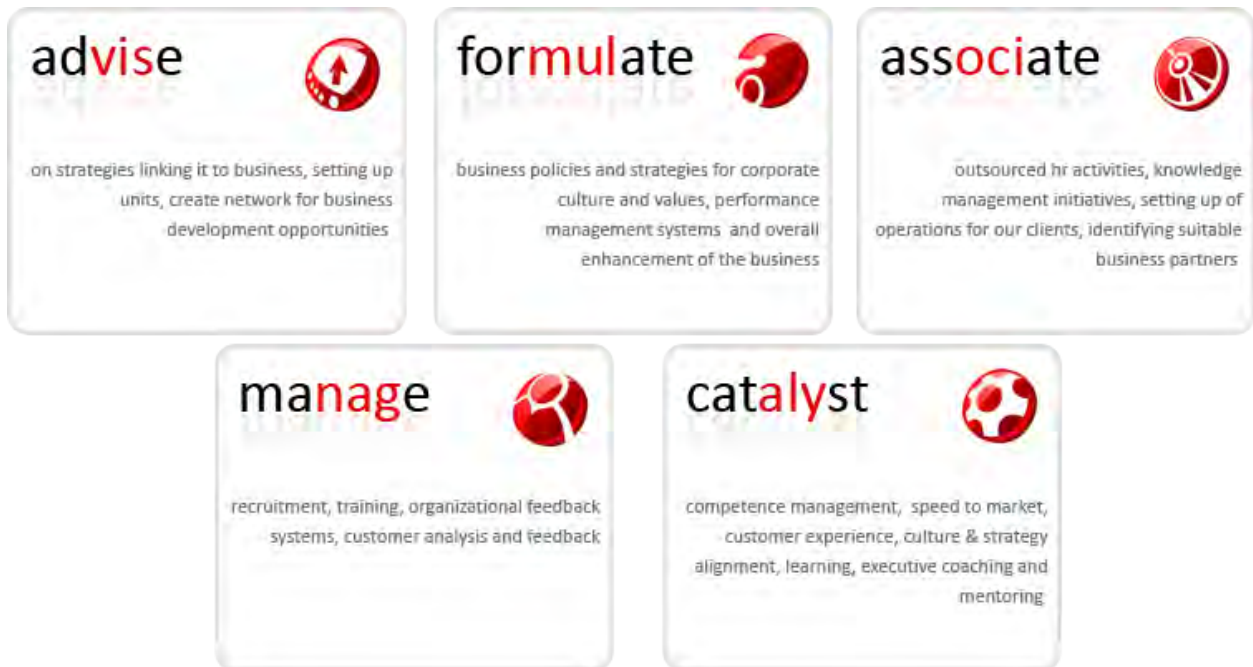 advise
on strategies linking it to business, setting up
units, create network for business
development opportunities
formulate
business policies and strategies for corporate
culture and values, performance
management systems and overall
enhancement of the business
associate
outsourced hr activities, knowledge
management initiatives, setting up of
operations for our clients, identifying suitable
business partners
manage
recruitment, training, organizational feedback
systems, customer analysis and feedback
catalyst
competence management, speed to market,
customer experience, culture & strategy
alignment, learning, executive coaching and
mentoring